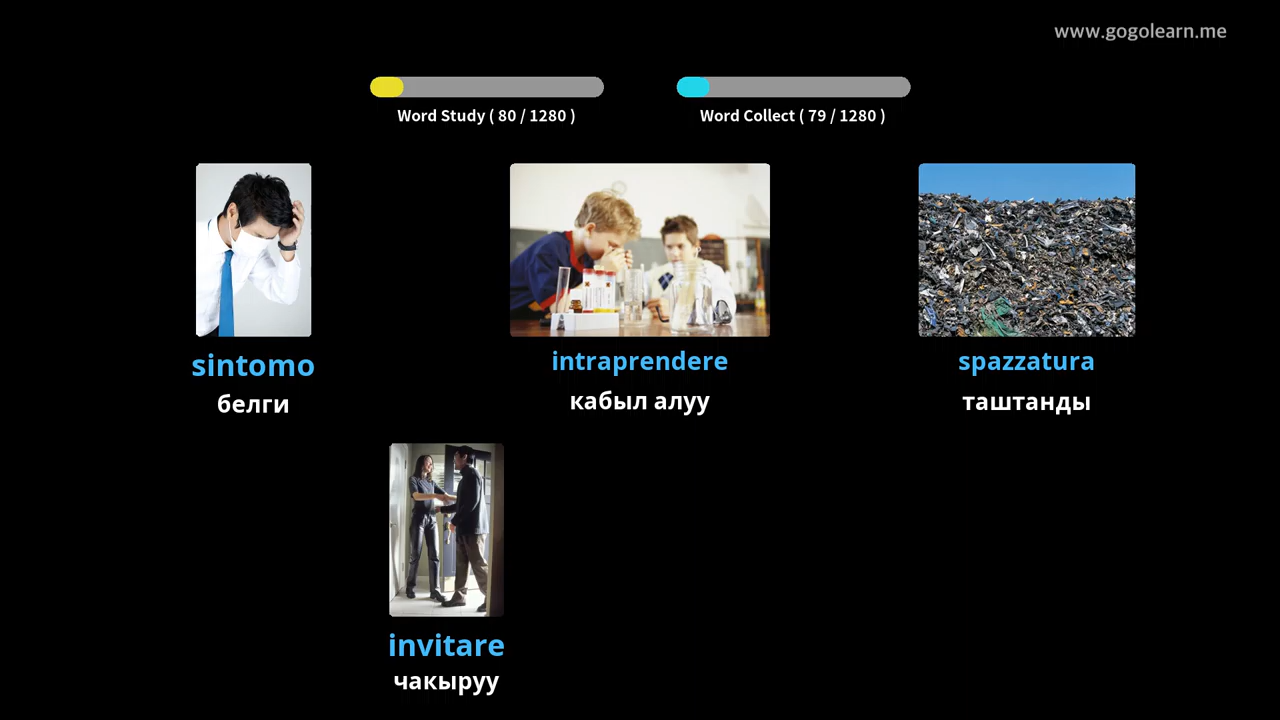 www.gogolearn.me
Word Study ( 80 / 1280 )
Word Collect ( 79 / 1280 )
sintomo
белги
intraprendere
кабыл алуу
spazzatura
таштанды
invitare
чакыруу